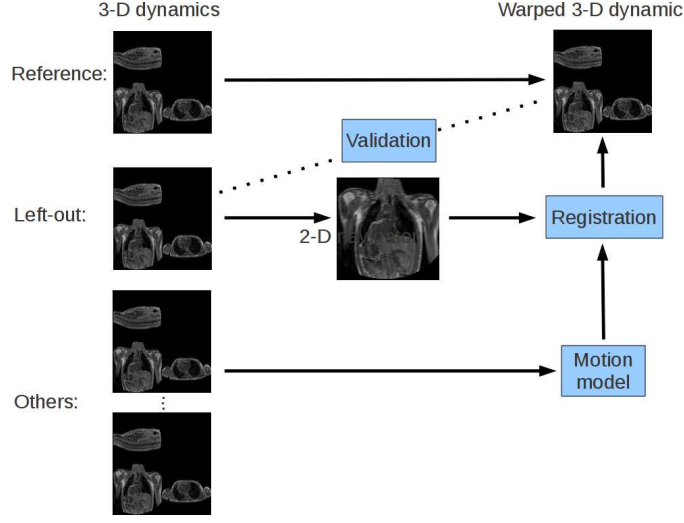 3-D dynamics
Warped 3-D dynamic
Reference:
Validation
Left-out:
2-D
Registration
Motion
model
Others: